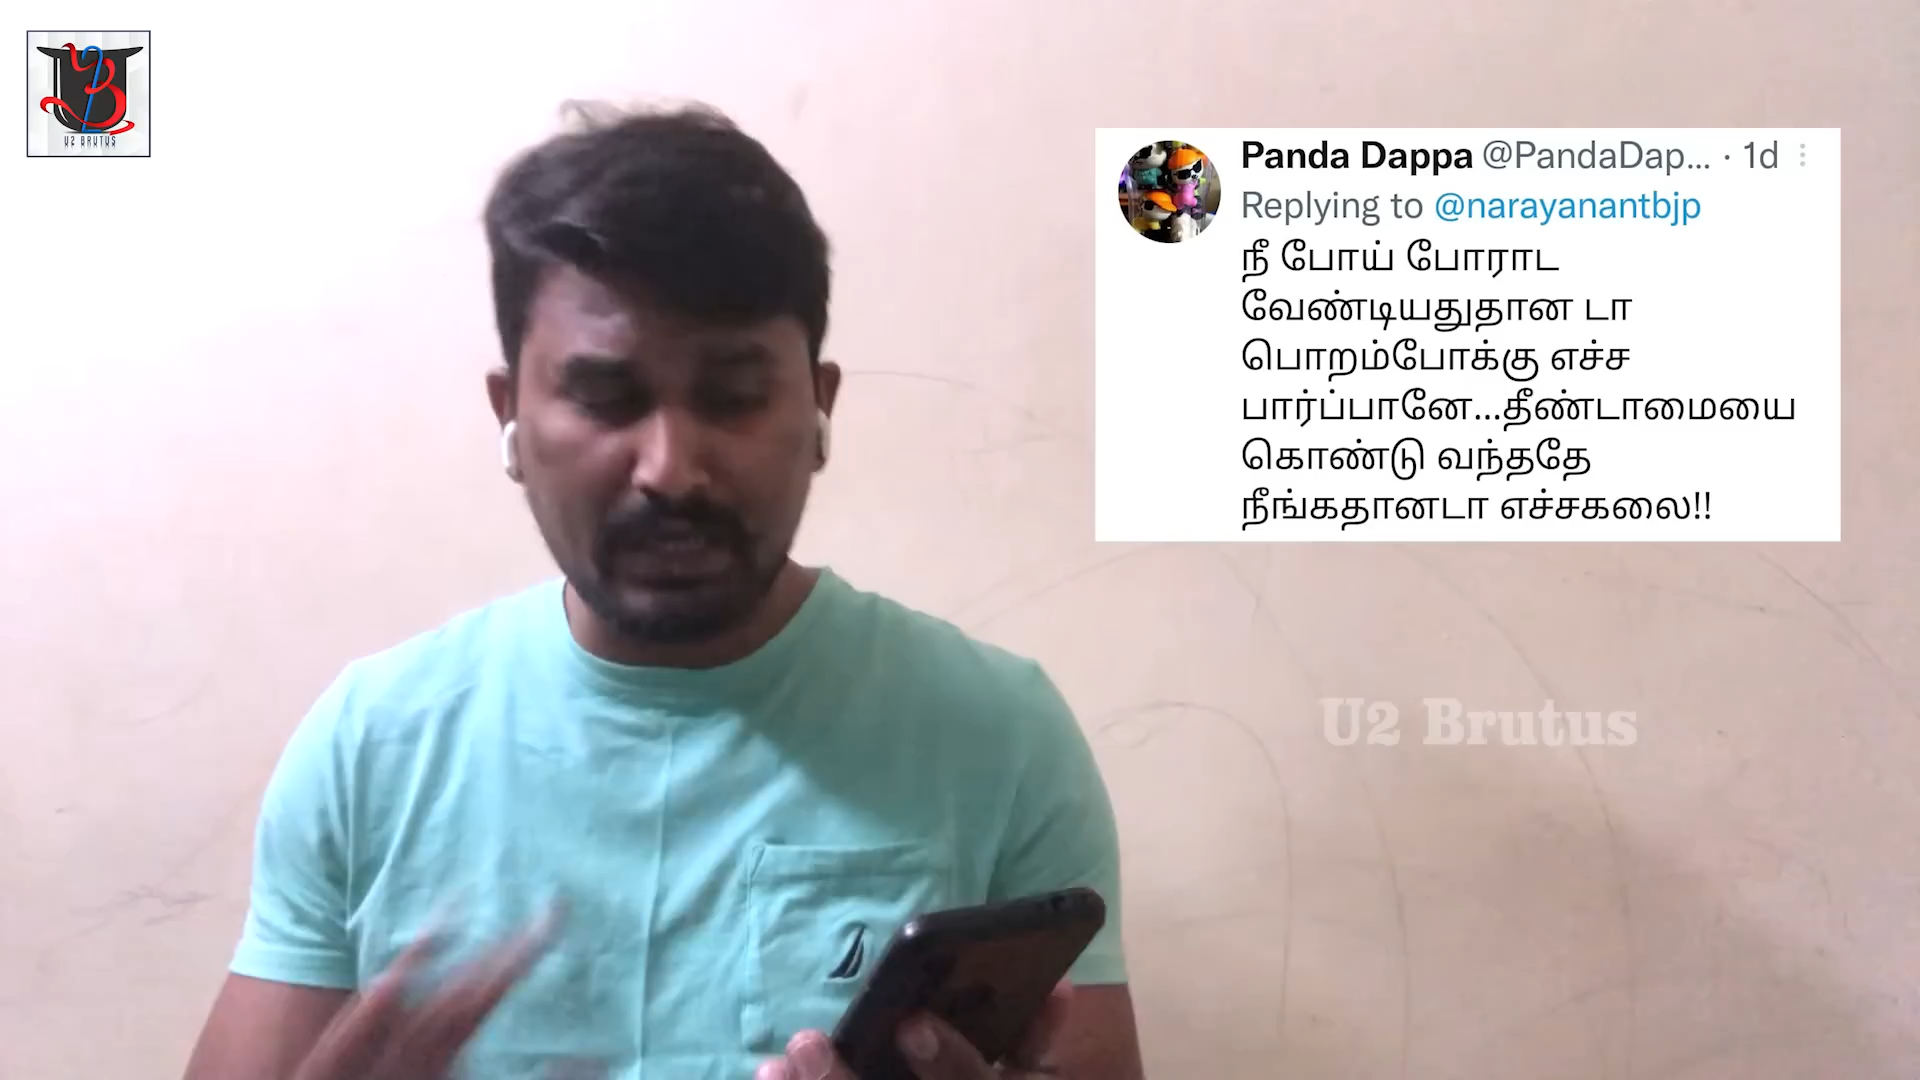 U2 BRUTUS
Panda Dappa @PandaDap... · 1d
Replying to @narayanantbjp
நீ போய் போராட
வேண்டியதுதான டா
பொறம்போக்கு எச்ச
பார்ப்பானே...தீண்டாமையை
கொண்டு வந்ததே
நீங்கதானடா எச்சகலை!!
U2 Brutus